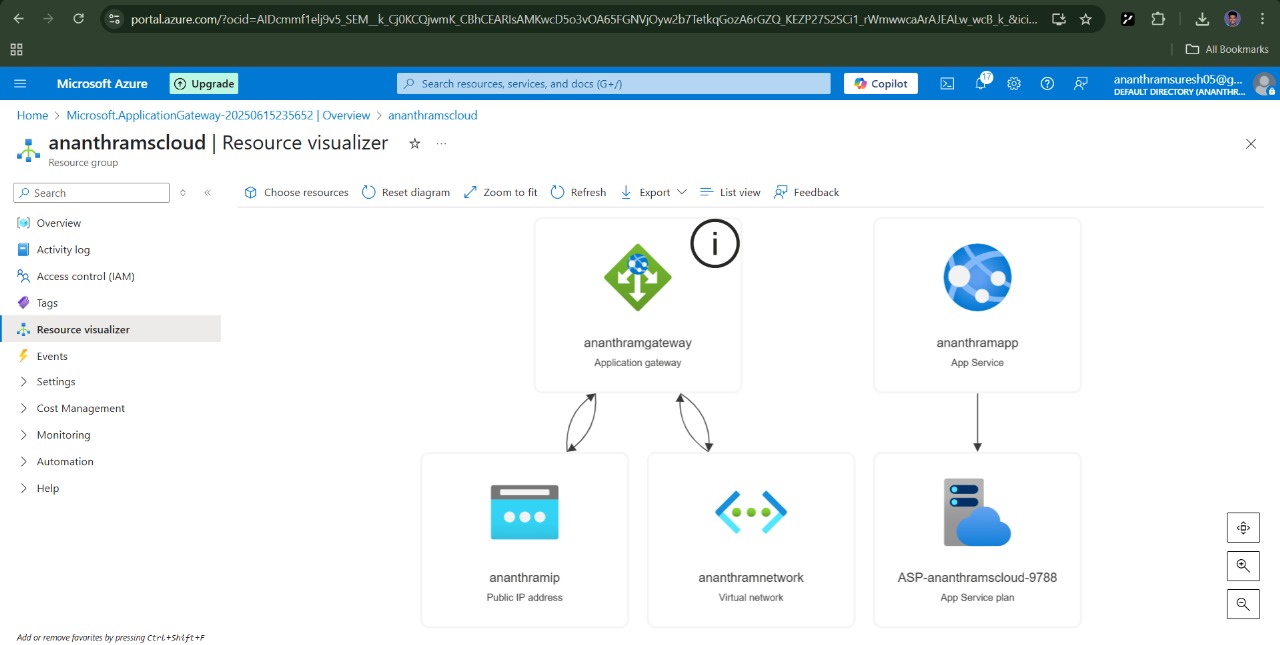 portal.azure.com/?ocid=AIDcmmf1elj9v5_SEM__k_Cj0KCQjwmK_CBhCEARIsAMKwcD5o3vOA65FGNVjOyw2b7TetkqGozA6rGZQ_KEZP27S2SCi1_rWmwwcaArAJEALw_wcB_k_&ici...
All Bookmarks
Microsoft Azure
Upgrade
Search resources, services, and docs (G+/)
Copilot
17
ananthramsuresh05@g...
DEFAULT DIRECTORY (ANANTHR...
Home > Microsoft.ApplicationGateway-20250615235652 | Overview > ananthramscloud
ananthramscloud | Resource visualizer
Resource group
Search
Choose resources
Reset diagram
Zoom to fit
Refresh
Export
List view
Feedback
Overview
Activity log
Access control (IAM)
Tags
Resource visualizer
Events
Settings
Cost Management
Monitoring
Automation
Help
i
ananthramgateway
Application gateway
ananthramapp
App Service
ananthramip
Public IP address
ananthramnetwork
Virtual network
ASP-ananthramscloud-9788
App Service plan
Add or remove favorites by pressing Ctrl+Shift+F